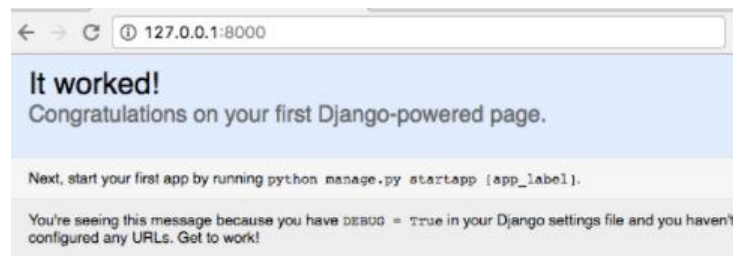 127.0.0.1:8000
It worked!
Congratulations on your first Django-powered page.
Next, start your first app by running python manage.py startapp [app_label].
You're seeing this message because you have DEBUG = True in your Django settings file and you haven't
configured any URLs. Get to work!